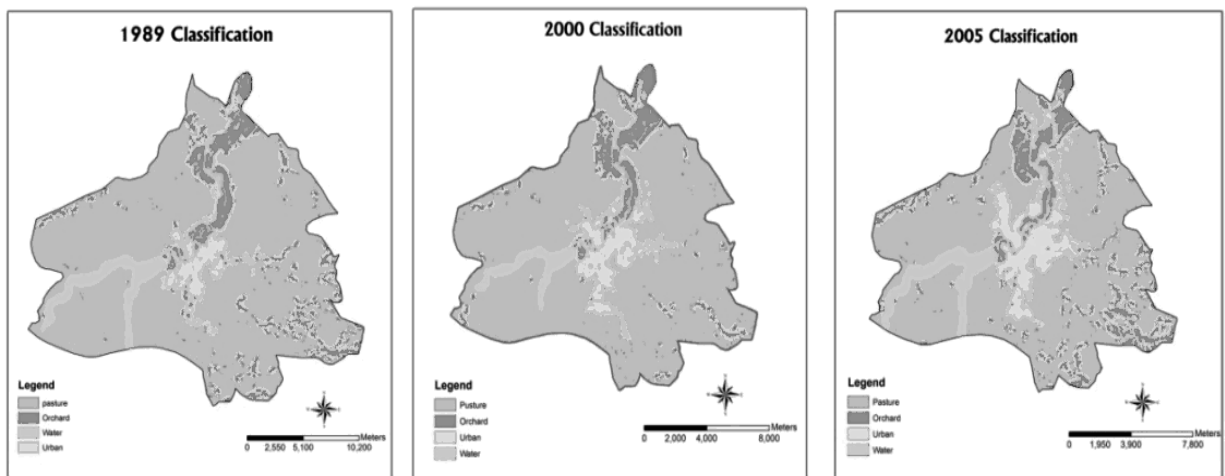 1989 Classification
Legend
pasture
Orchard
Water
Urban
Meters
0 2,550 5,100 10,200
2000 Classification
Legend
Pusture
Orchard
Urban
Water
Meters
0 2,000 4,000 8,000
2005 Classification
Legend
Pasture
Orchard
Urban
Water
Meters
0 1,950 3,900 7,800